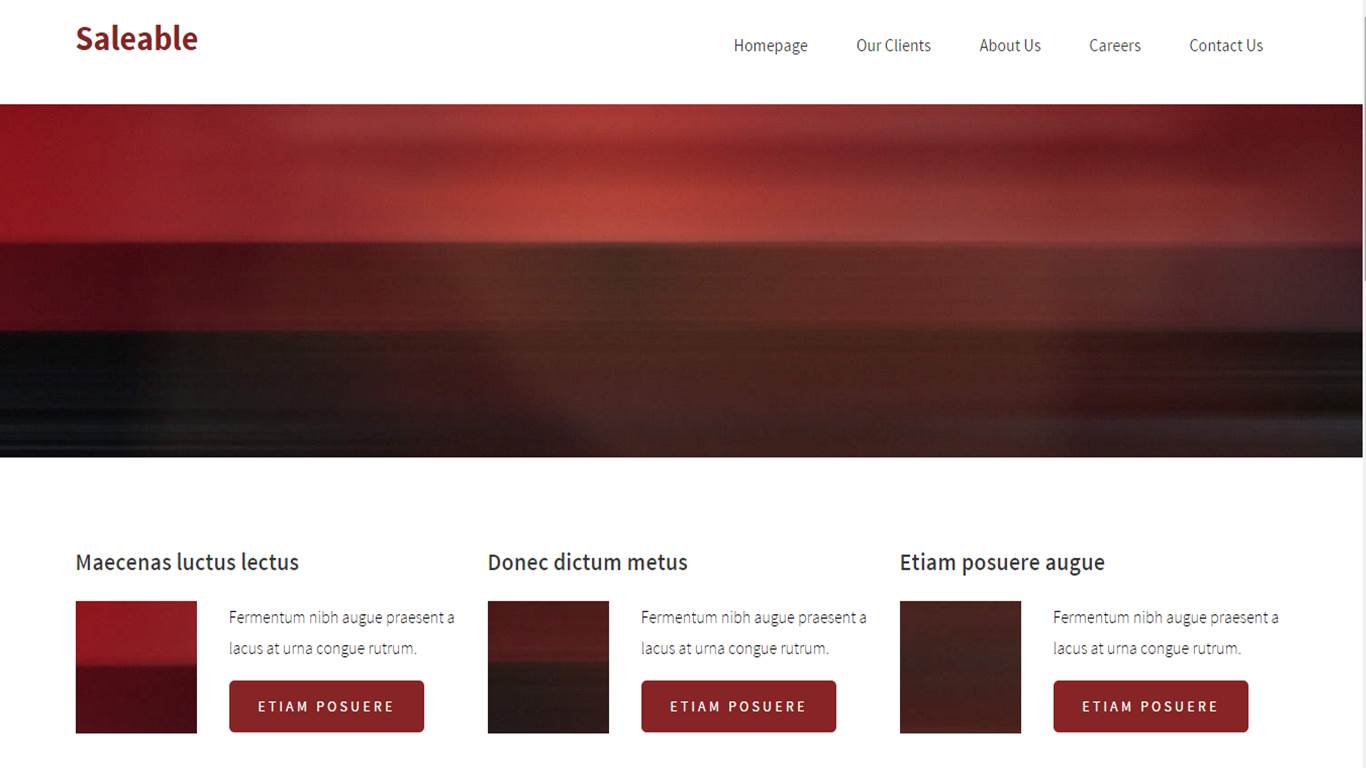 Saleable
Homepage
Our Clients
About Us
Careers
Contact Us
Maecenas luctus lectus
Fermentum nibh augue praesent a
lacus at urna congue rutrum.
ETIAM POSUERE
Donec dictum metus
Fermentum nibh augue praesent a
lacus at urna congue rutrum.
ETIAM POSUERE
Etiam posuere augue
Fermentum nibh augue praesent a
lacus at urna congue rutrum.
ETIAM POSUERE